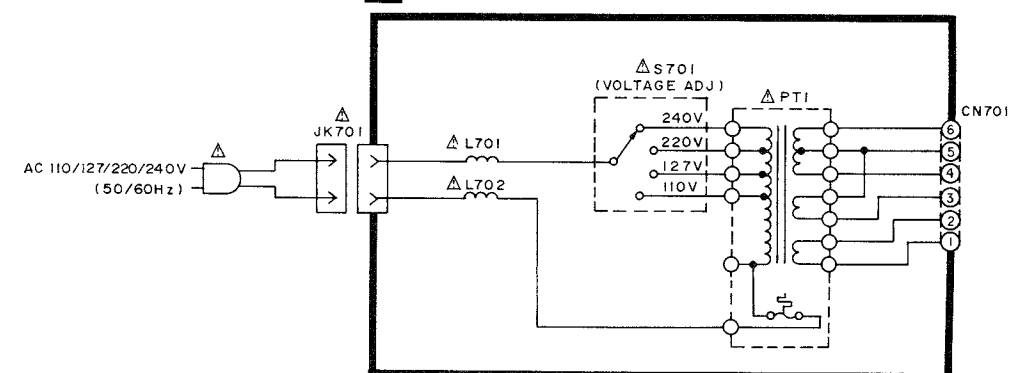 S701
(VOLTAGE ADJ)
PT1
CN701
JK701
240V
6
L701
220V
5
AC 110/127/220/240V
127V
4
(50/60Hz)
L702
110V
3
2
1